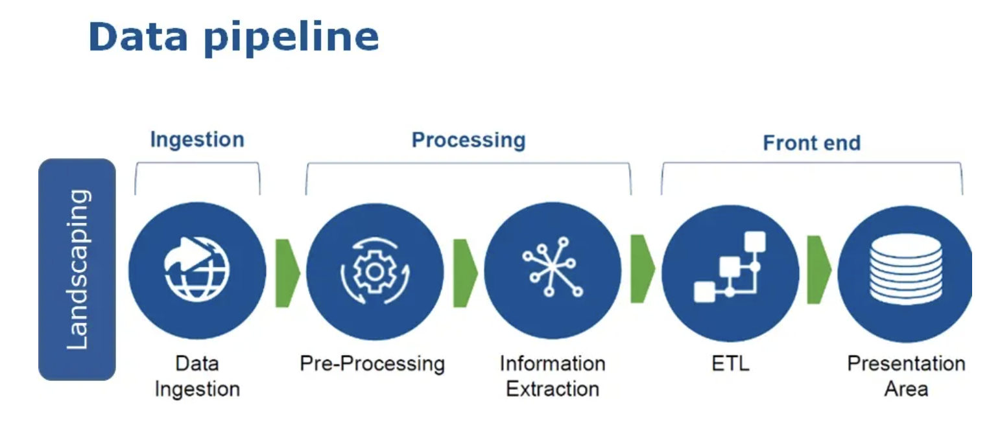 Data pipeline
Ingestion
Processing
Front end
Landscaping
Data
Ingestion
Pre-Processing
Information
Extraction
ETL
Presentation
Area